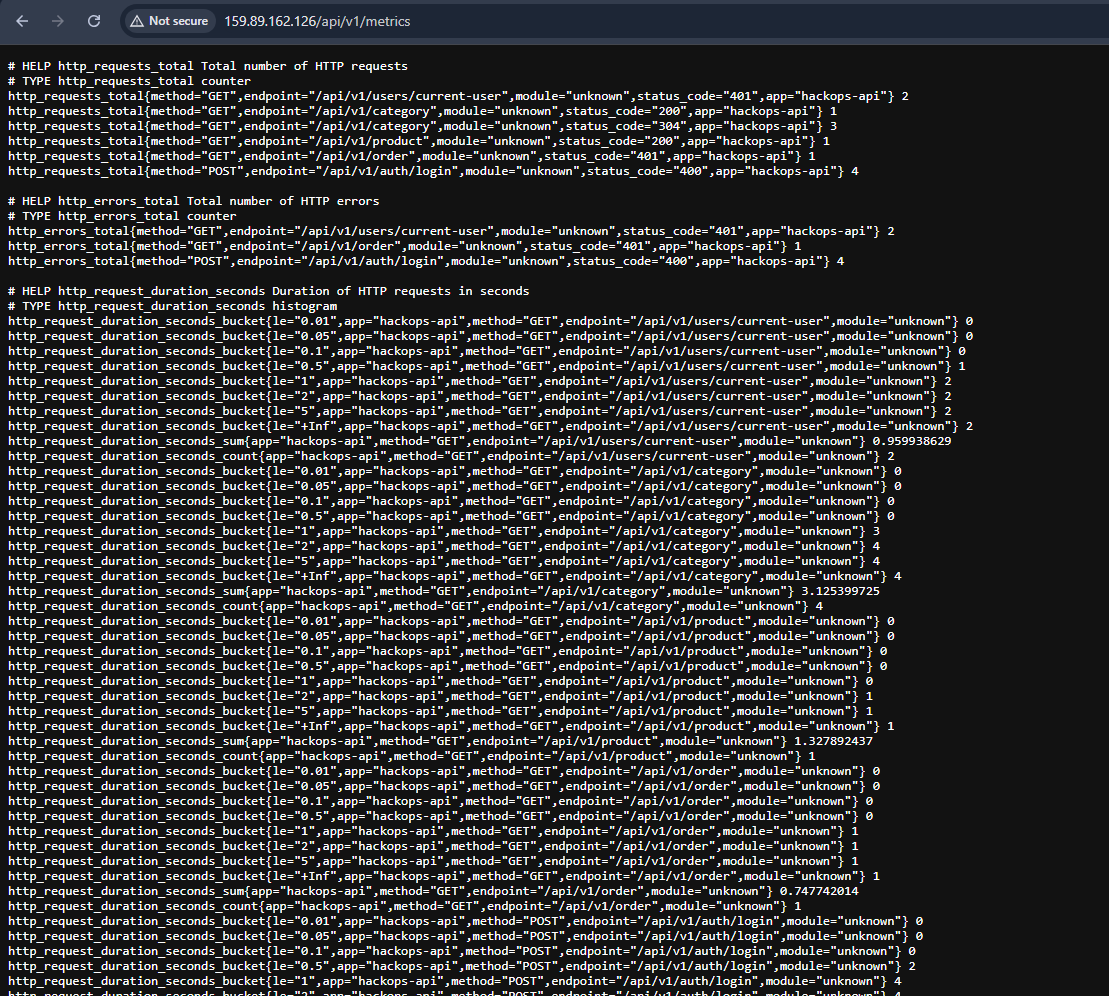 Not secure 159.89.162.126/api/v1/metrics
# HELP http_requests_total Total number of HTTP requests
# TYPE http_requests_total counter
http_requests_total{method="GET",endpoint="/api/v1/users/current-user",module="unknown",status_code="401",app="hackops-api"} 2
http_requests_total{method="GET",endpoint="/api/v1/category",module="unknown",status_code="200",app="hackops-api"} 1
http_requests_total{method="GET",endpoint="/api/v1/category",module="unknown",status_code="304",app="hackops-api"} 3
http_requests_total{method="GET",endpoint="/api/v1/product",module="unknown",status_code="200",app="hackops-api"} 1
http_requests_total{method="GET",endpoint="/api/v1/order",module="unknown",status_code="401",app="hackops-api"} 1
http_requests_total{method="POST",endpoint="/api/v1/auth/login",module="unknown",status_code="400",app="hackops-api"} 4
# HELP http_errors_total Total number of HTTP errors
# TYPE http_errors_total counter
http_errors_total{method="GET",endpoint="/api/v1/users/current-user",module="unknown",status_code="401",app="hackops-api"} 2
http_errors_total{method="GET",endpoint="/api/v1/order",module="unknown",status_code="401",app="hackops-api"} 1
http_errors_total{method="POST",endpoint="/api/v1/auth/login",module="unknown",status_code="400",app="hackops-api"} 4
# HELP http_request_duration_seconds Duration of HTTP requests in seconds
# TYPE http_request_duration_seconds histogram
http_request_duration_seconds_bucket{le="0.01",app="hackops-api",method="GET",endpoint="/api/v1/users/current-user",module="unknown"} 0
http_request_duration_seconds_bucket{le="0.05",app="hackops-api",method="GET",endpoint="/api/v1/users/current-user",module="unknown"} 0
http_request_duration_seconds_bucket{le="0.1",app="hackops-api",method="GET",endpoint="/api/v1/users/current-user",module="unknown"} 0
http_request_duration_seconds_bucket{le="0.5",app="hackops-api",method="GET",endpoint="/api/v1/users/current-user",module="unknown"} 1
http_request_duration_seconds_bucket{le="1",app="hackops-api",method="GET",endpoint="/api/v1/users/current-user",module="unknown"} 2
http_request_duration_seconds_bucket{le="2",app="hackops-api",method="GET",endpoint="/api/v1/users/current-user",module="unknown"} 2
http_request_duration_seconds_bucket{le="5",app="hackops-api",method="GET",endpoint="/api/v1/users/current-user",module="unknown"} 2
http_request_duration_seconds_bucket{le="+Inf",app="hackops-api",method="GET",endpoint="/api/v1/users/current-user",module="unknown"} 2
http_request_duration_seconds_sum{app="hackops-api",method="GET",endpoint="/api/v1/users/current-user",module="unknown"} 0.959938629
http_request_duration_seconds_count{app="hackops-api",method="GET",endpoint="/api/v1/users/current-user",module="unknown"} 2
http_request_duration_seconds_bucket{le="0.01",app="hackops-api",method="GET",endpoint="/api/v1/category",module="unknown"} 0
http_request_duration_seconds_bucket{le="0.05",app="hackops-api",method="GET",endpoint="/api/v1/category",module="unknown"} 0
http_request_duration_seconds_bucket{le="0.1",app="hackops-api",method="GET",endpoint="/api/v1/category",module="unknown"} 0
http_request_duration_seconds_bucket{le="0.5",app="hackops-api",method="GET",endpoint="/api/v1/category",module="unknown"} 0
http_request_duration_seconds_bucket{le="1",app="hackops-api",method="GET",endpoint="/api/v1/category",module="unknown"} 3
http_request_duration_seconds_bucket{le="2",app="hackops-api",method="GET",endpoint="/api/v1/category",module="unknown"} 4
http_request_duration_seconds_bucket{le="5",app="hackops-api",method="GET",endpoint="/api/v1/category",module="unknown"} 4
http_request_duration_seconds_bucket{le="+Inf",app="hackops-api",method="GET",endpoint="/api/v1/category",module="unknown"} 4
http_request_duration_seconds_sum{app="hackops-api",method="GET",endpoint="/api/v1/category",module="unknown"} 3.125399725
http_request_duration_seconds_count{app="hackops-api",method="GET",endpoint="/api/v1/category",module="unknown"} 4
http_request_duration_seconds_bucket{le="0.01",app="hackops-api",method="GET",endpoint="/api/v1/product",module="unknown"} 0
http_request_duration_seconds_bucket{le="0.05",app="hackops-api",method="GET",endpoint="/api/v1/product",module="unknown"} 0
http_request_duration_seconds_bucket{le="0.1",app="hackops-api",method="GET",endpoint="/api/v1/product",module="unknown"} 0
http_request_duration_seconds_bucket{le="0.5",app="hackops-api",method="GET",endpoint="/api/v1/product",module="unknown"} 0
http_request_duration_seconds_bucket{le="1",app="hackops-api",method="GET",endpoint="/api/v1/product",module="unknown"} 0
http_request_duration_seconds_bucket{le="2",app="hackops-api",method="GET",endpoint="/api/v1/product",module="unknown"} 1
http_request_duration_seconds_bucket{le="5",app="hackops-api",method="GET",endpoint="/api/v1/product",module="unknown"} 1
http_request_duration_seconds_bucket{le="+Inf",app="hackops-api",method="GET",endpoint="/api/v1/product",module="unknown"} 1
http_request_duration_seconds_sum{app="hackops-api",method="GET",endpoint="/api/v1/product",module="unknown"} 1.327892437
http_request_duration_seconds_count{app="hackops-api",method="GET",endpoint="/api/v1/product",module="unknown"} 1
http_request_duration_seconds_bucket{le="0.01",app="hackops-api",method="GET",endpoint="/api/v1/order",module="unknown"} 0
http_request_duration_seconds_bucket{le="0.05",app="hackops-api",method="GET",endpoint="/api/v1/order",module="unknown"} 0
http_request_duration_seconds_bucket{le="0.1",app="hackops-api",method="GET",endpoint="/api/v1/order",module="unknown"} 0
http_request_duration_seconds_bucket{le="0.5",app="hackops-api",method="GET",endpoint="/api/v1/order",module="unknown"} 0
http_request_duration_seconds_bucket{le="1",app="hackops-api",method="GET",endpoint="/api/v1/order",module="unknown"} 1
http_request_duration_seconds_bucket{le="2",app="hackops-api",method="GET",endpoint="/api/v1/order",module="unknown"} 1
http_request_duration_seconds_bucket{le="5",app="hackops-api",method="GET",endpoint="/api/v1/order",module="unknown"} 1
http_request_duration_seconds_bucket{le="+Inf",app="hackops-api",method="GET",endpoint="/api/v1/order",module="unknown"} 1
http_request_duration_seconds_sum{app="hackops-api",method="GET",endpoint="/api/v1/order",module="unknown"} 0.747742014
http_request_duration_seconds_count{app="hackops-api",method="GET",endpoint="/api/v1/order",module="unknown"} 1
http_request_duration_seconds_bucket{le="0.01",app="hackops-api",method="POST",endpoint="/api/v1/auth/login",module="unknown"} 0
http_request_duration_seconds_bucket{le="0.05",app="hackops-api",method="POST",endpoint="/api/v1/auth/login",module="unknown"} 0
http_request_duration_seconds_bucket{le="0.1",app="hackops-api",method="POST",endpoint="/api/v1/auth/login",module="unknown"} 0
http_request_duration_seconds_bucket{le="0.5",app="hackops-api",method="POST",endpoint="/api/v1/auth/login",module="unknown"} 2
http_request_duration_seconds_bucket{le="1",app="hackops-api",method="POST",endpoint="/api/v1/auth/login",module="unknown"} 4
http_request_duration_seconds_bucket{le="2",app="hackops-api",method="POST",endpoint="/api/v1/auth/login",module="unknown"} 4